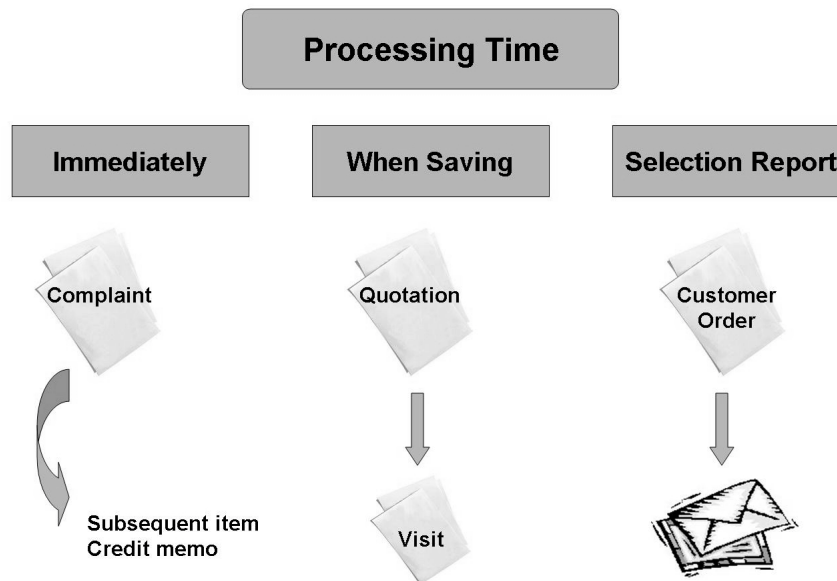 Processing Time
Immediately
When Saving
Selection Report
Complaint
Quotation
Customer
Order
Subsequent item
Credit memo
Visit